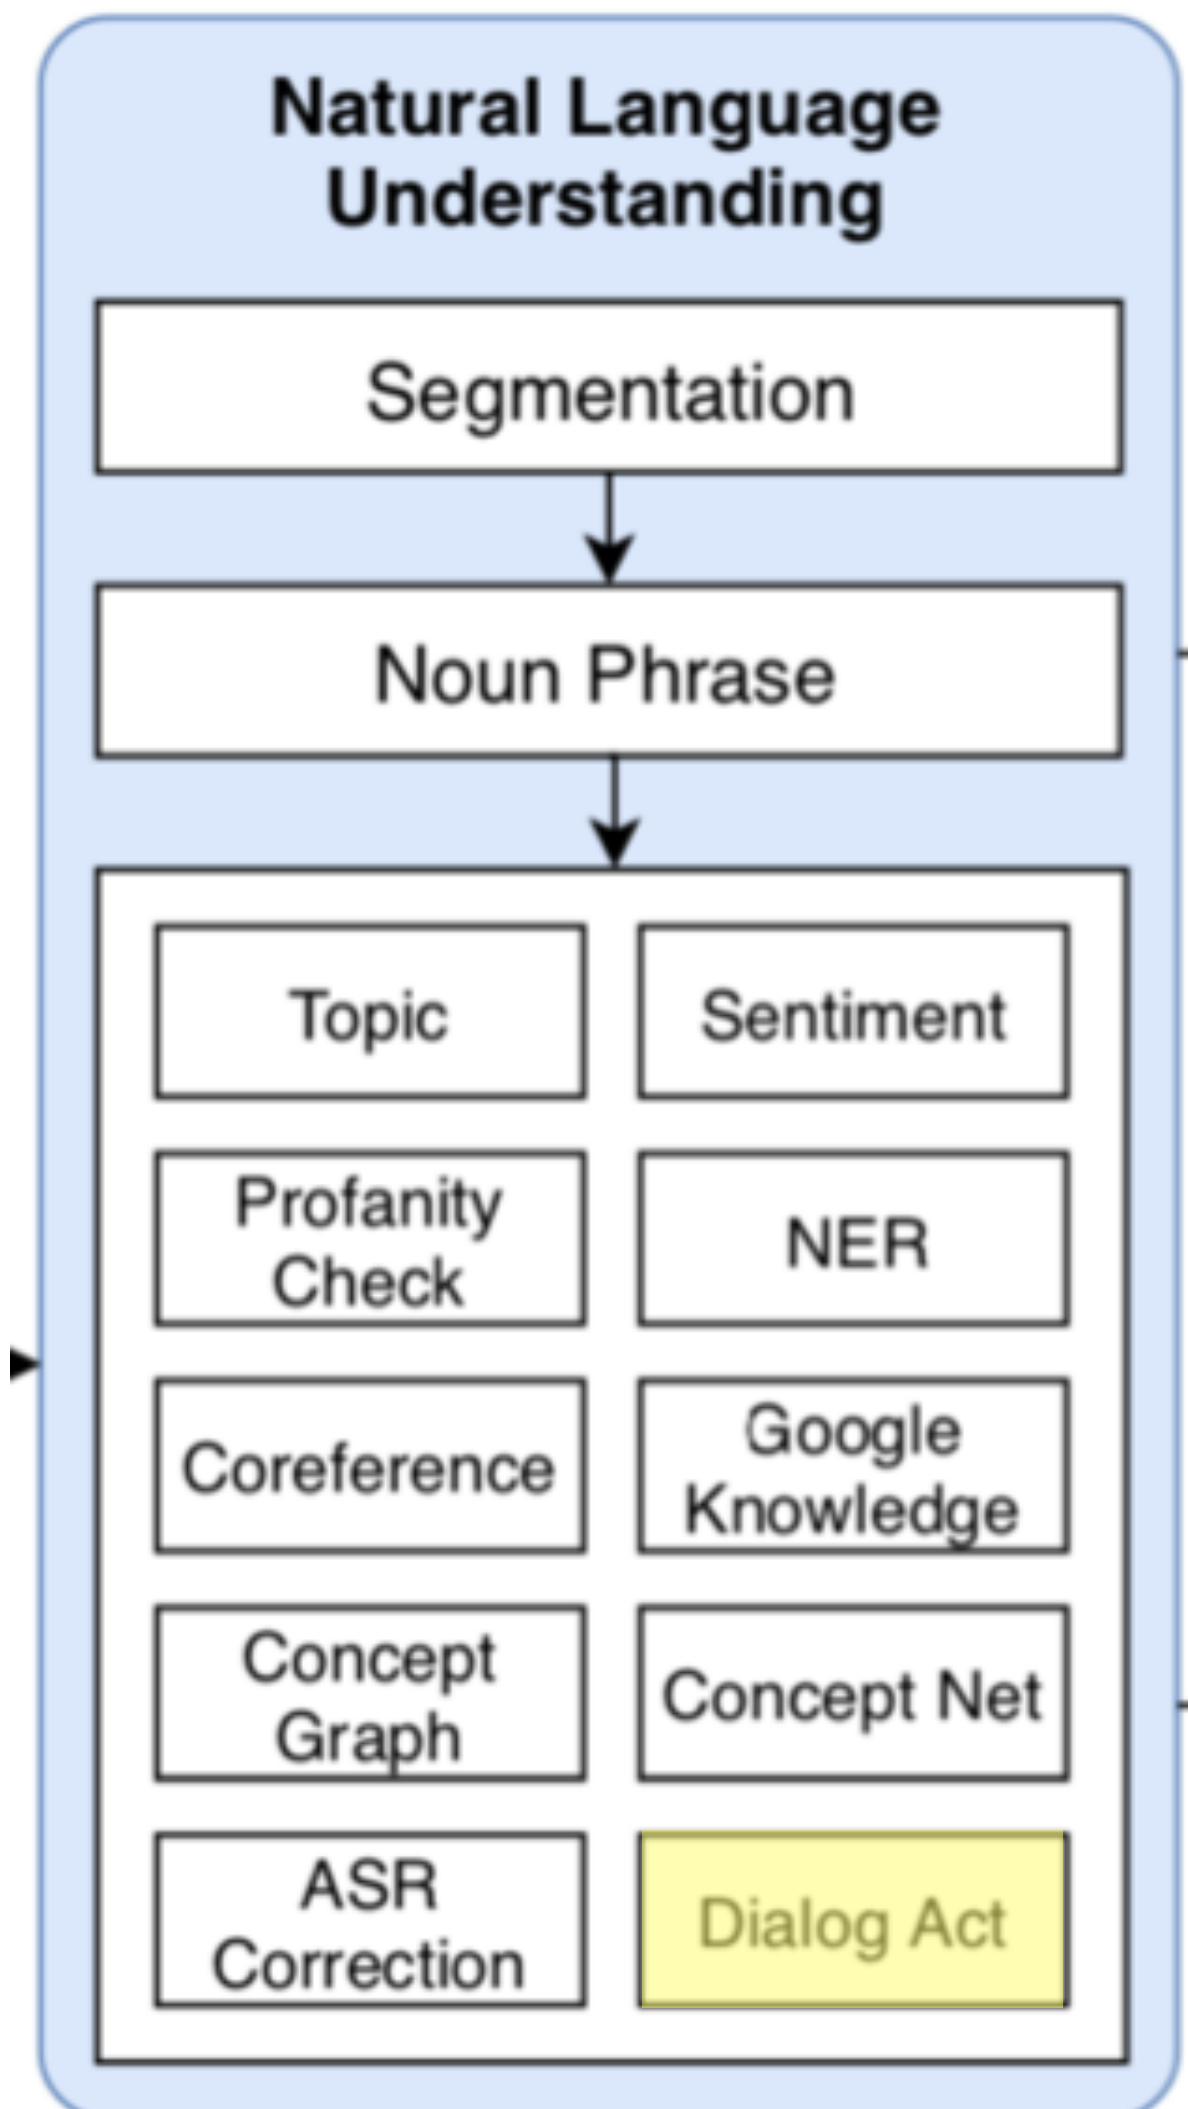 Natural Language
Understanding
Segmentation
Noun Phrase
Topic
Sentiment
Profanity
Check
NER
Coreference
Google
Knowledge
Concept
Graph
Concept Net
ASR
Correction
Dialog Act